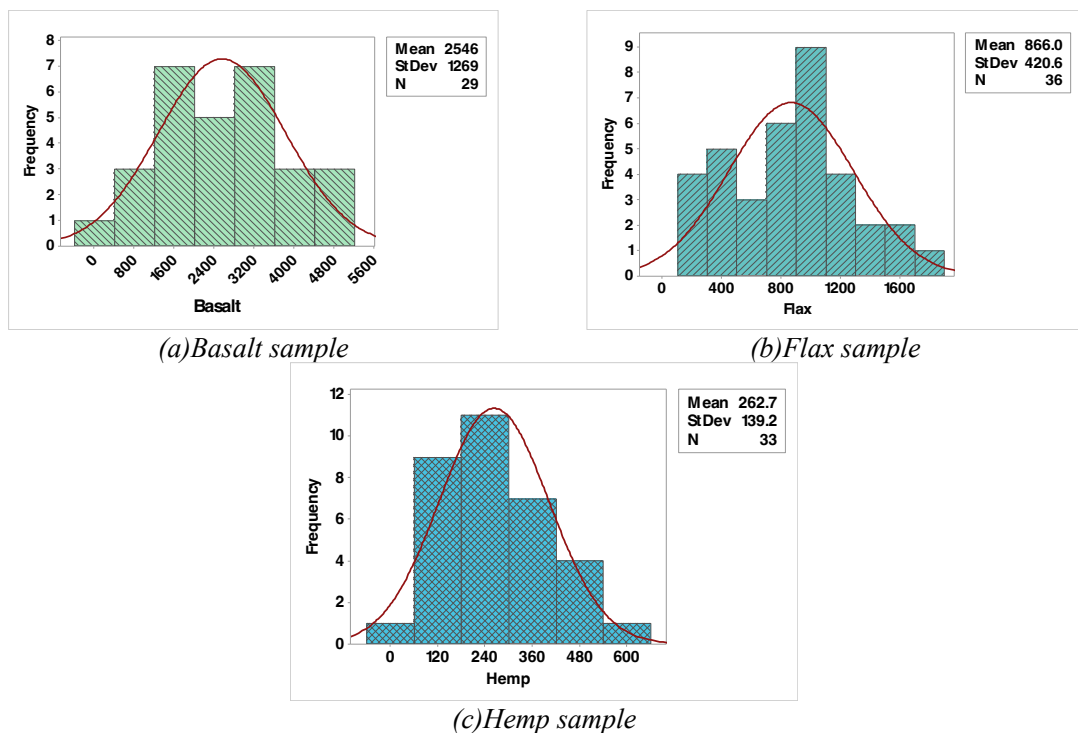 8
7
6
5
4
3
2
1
0
Frequency
0 800 1600 2400 3200 4000 4800 5600
Basalt
Mean 2546
StDev 1269
N 29
(a)Basalt sample
9
8
7
6
5
4
3
2
1
0
Frequency
0 400 800 1200 1600
Flax
Mean 866.0
StDev 420.6
N 36
(b)Flax sample
12
10
8
6
4
2
0
Frequency
0 120 240 360 480 600
Hemp
Mean 262.7
StDev 139.2
N 33
(c)Hemp sample